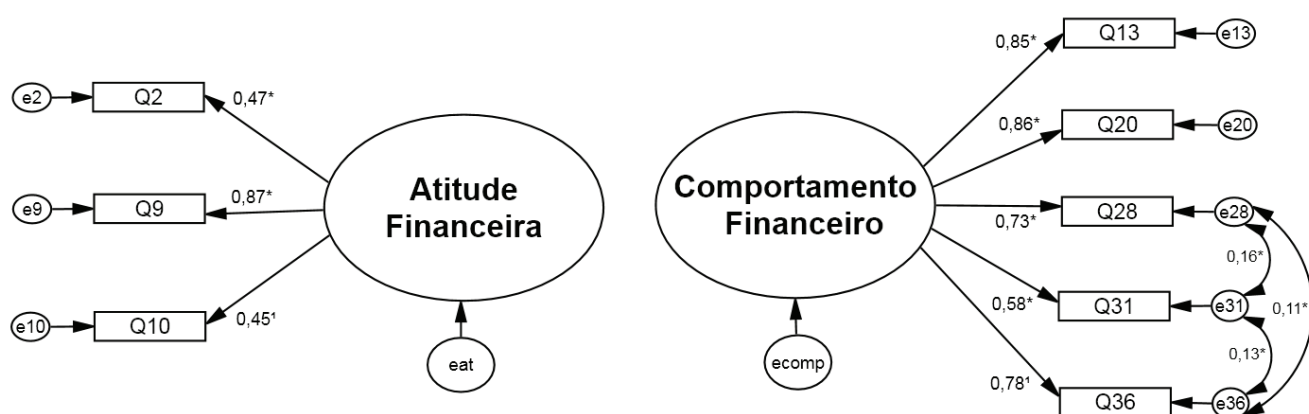 e2
Q2
0,47*
e9
Q9
0,87*
e10
Q10
0,45¹
Atitude
Financeira
eat
Comportamento
Financeiro
ecomp
0,85*
Q13
e13
0,86*
Q20
e20
0,73*
Q28
e28
0,16*
0,58*
Q31
e31
0,11*
0,13*
0,78¹
Q36
e36